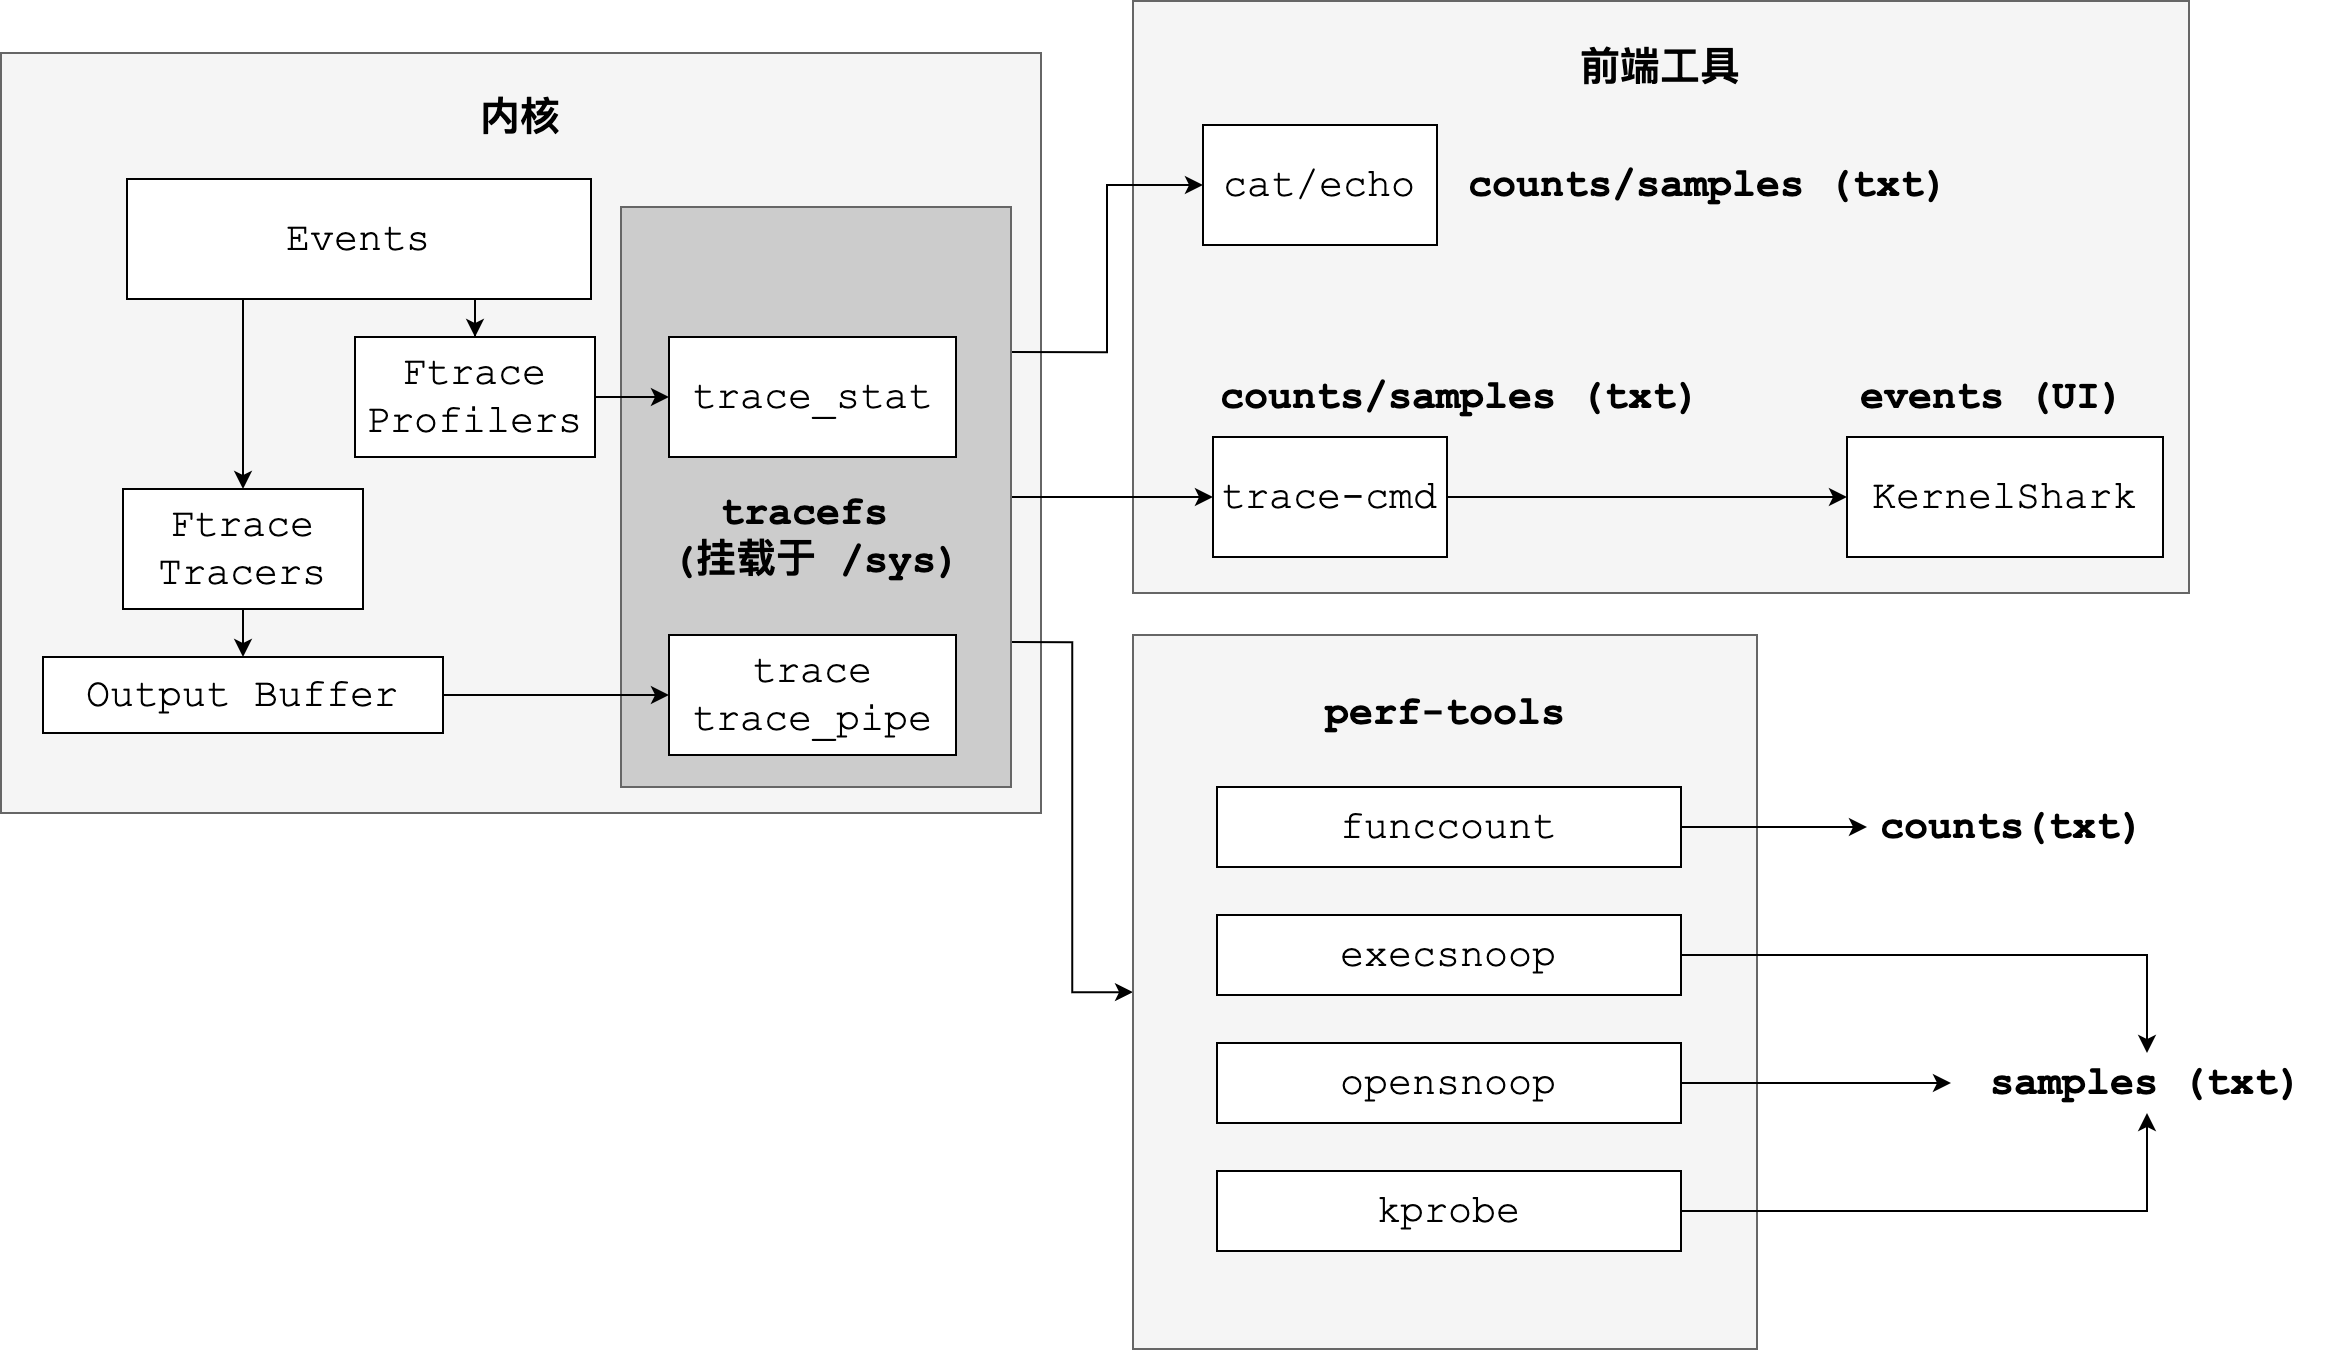 内核
Events
Ftrace
Profilers
Ftrace
Tracers
Output Buffer
trace_stat
tracefs
(挂载于 /sys)
trace
trace_pipe
前端工具
cat/echo
counts/samples (txt)
counts/samples (txt)
events (UI)
trace-cmd
KernelShark
perf-tools
funccount
counts(txt)
execsnoop
opensnoop
samples (txt)
kprobe